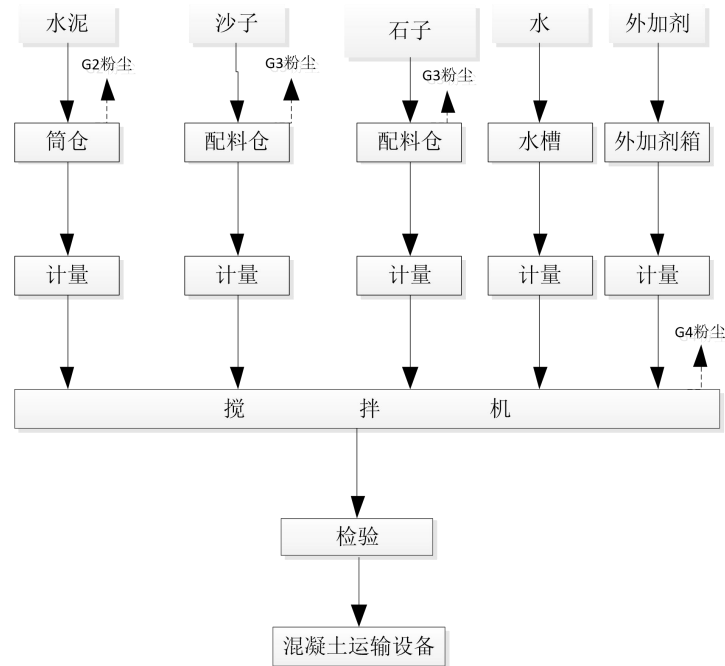 水泥
沙子
石子
水
外加剂
G2粉尘
G3粉尘
G3粉尘
筒仓
配料仓
配料仓
水槽
外加剂箱
计量
计量
计量
计量
计量
G4粉尘
搅拌机
检验
混凝土运输设备